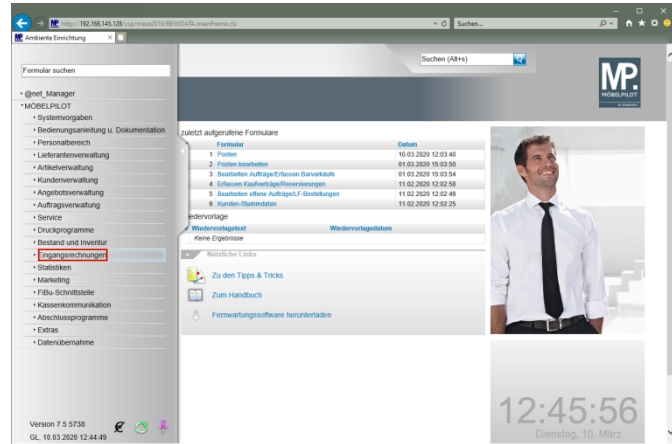 http://192.168.145.128/csp/mese2019/BEWIDATA.mainFrame.cls
Suchen...
Ambiente Einrichtung
Suchen (Alt+s)
Formular suchen
MP.
MÖBELPILOT
@net_Manager
MÖBELPILOT
Systemvorgaben
Bedienungsanleitung u. Dokumentation
Personalbereich
Lieferantenverwaltung
Artikelverwaltung
Kundenverwaltung
Angebotsverwaltung
Auftragsverwaltung
Service
Druckprogramme
Bestand und Inventur
Eingangsrechnungen
Statistiken
Marketing
FiBu-Schnittstelle
Kassenkommunikation
Abschlussprogramme
Extras
Datenübernahme
Version 7.5 5738
GL, 10.03.2020 12:44:49
zuletzt aufgerufene Formulare
Formular Datum
1 Posten 10.03.2020 12:03:40
2 Posten bearbeiten 01.03.2020 15:03:50
3 Bearbeiten Aufträge/Erfassen Barverkäufe 01.03.2020 15:03:54
4 Erfassen Kaufverträge/Reservierungen 11.02.2020 12:02:58
5 Bearbeiten offene Aufträge/LF-Bestellungen 11.02.2020 12:02:49
6 Kunden-Stammdaten 11.02.2020 12:02:25
iedervorlage
Wiedervorlagetext Wiedervorlagedatum
Keine Ergebnisse
Nützliche Links
Zu den Tipps & Tricks
Zum Handbuch
Fernwartungssoftware herunterladen
12:45:56
Dienstag, 10. März